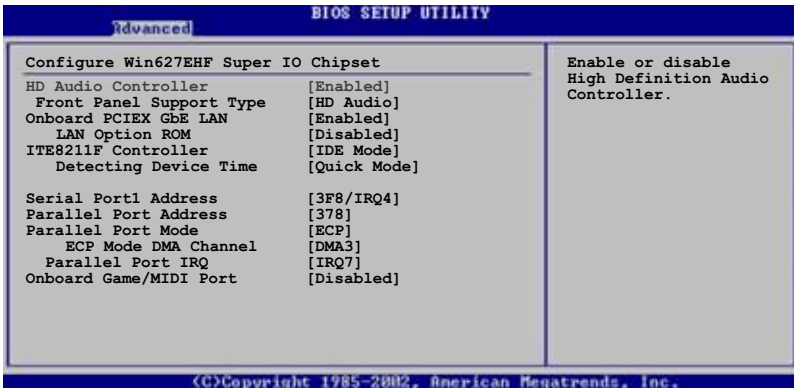 BIOS SETUP UTILITY
Advanced
Configure Win627EHF Super IO Chipset
HD Audio Controller [Enabled]
Front Panel Support Type [HD Audio]
Onboard PCIEX GbE LAN [Enabled]
LAN Option ROM [Disabled]
ITE8211F Controller [IDE Mode]
Detecting Device Time [Quick Mode]
Serial Port1 Address [3F8/IRQ4]
Parallel Port Address [378]
Parallel Port Mode [ECP]
ECP Mode DMA Channel [DMA3]
Parallel Port IRQ [IRQ7]
Onboard Game/MIDI Port [Disabled]
Enable or disable
High Definition Audio
Controller.
(C)Copyright 1985-2002, American Megatrends, Inc.